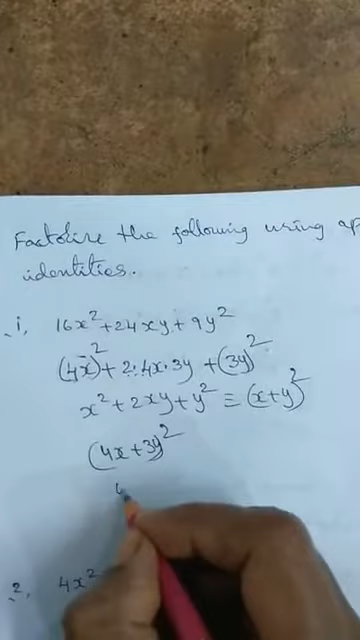 Factorize the following using ap
identities.
i, 16x² + 24xy + 9y²
(4x)² + 2·4x·3y + (3y)²
x² + 2xy + y² = (x+y)²
(4x+3y)²
2, 4x²